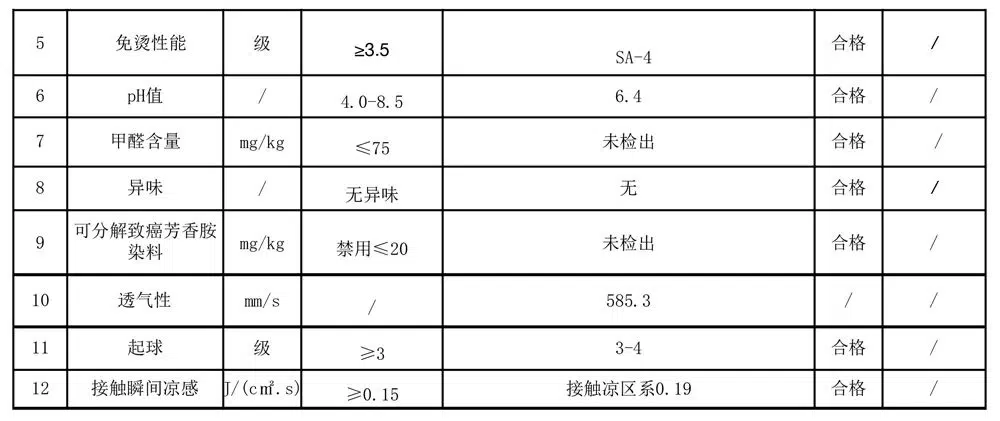 5 免烫性能 级 ≥3.5 SA-4 合格 /
6 pH值 / 4.0-8.5 6.4 合格 /
7 甲醛含量 mg/kg ≤75 未检出 合格 /
8 异味 / 无异味 无 合格 /
9 可分解致癌芳香胺
染料 mg/kg 禁用≤20 未检出 合格 /
10 透气性 mm/s / 585.3 / /
11 起球 级 ≥3 3-4 合格 /
12 接触瞬间凉感 J/(c㎡.s) ≥0.15 接触凉区系0.19 合格 /